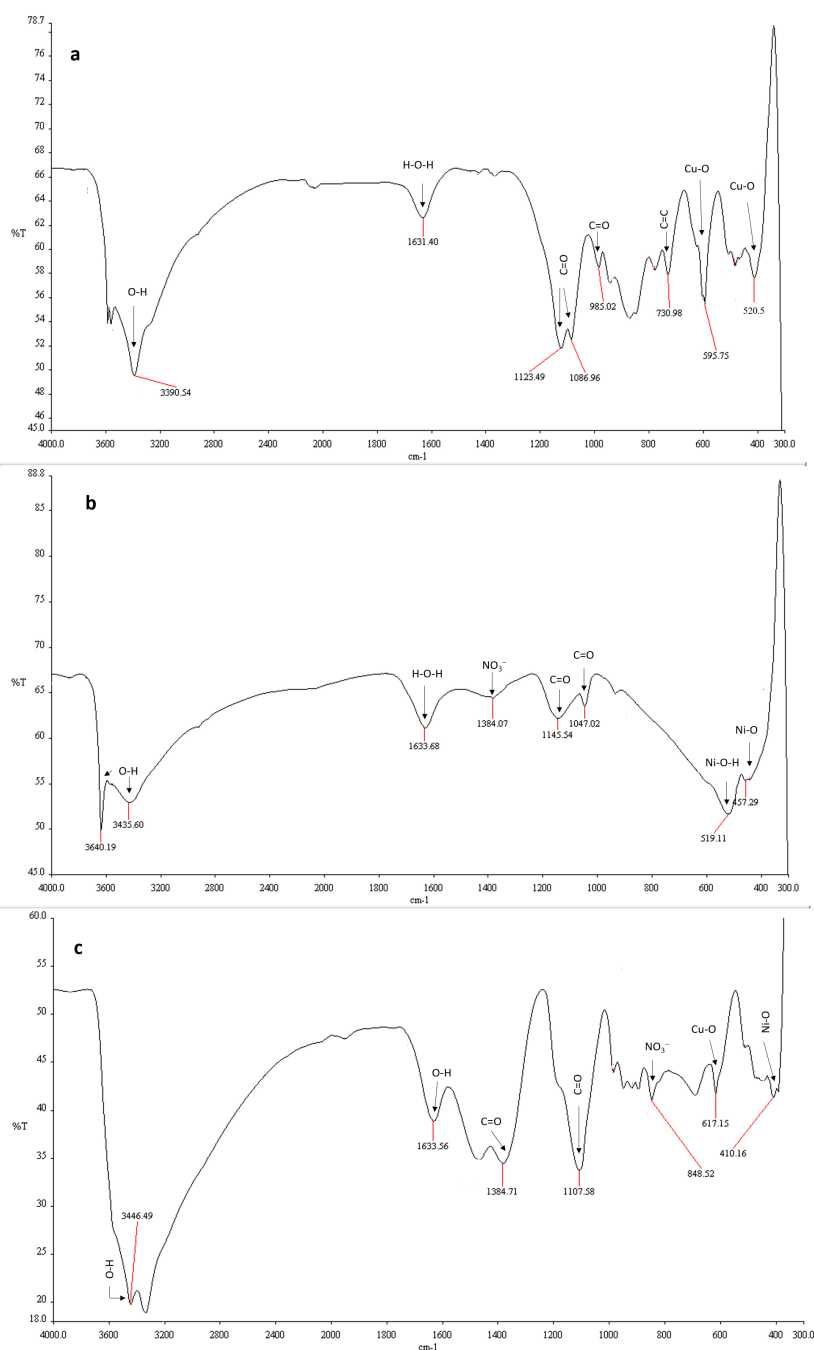 a
78.7
76
74
72
70
68
66
64
62
60
58
56
54
52
50
48
46
45.0
%T
4000.0 3600 3200 2800 2400 2000 1600 1400 1200 1000 800 600 400 300.0
cm-1
O-H
3390.54
H-O-H
1631.40
C=O
1123.49
1086.96
C=O
985.02
C=C
730.98
Cu-O
595.75
Cu-O
520.5
b
88.8
85
80
75
70
65
60
55
50
45.0
%T
4000.0 3600 3200 2800 2400 2000 1600 1400 1200 1000 800 600 400 300.0
cm-1
O-H
3640.19
3435.60
H-O-H
1633.68
NO₃⁻
1384.07
C=O
1145.54
C=O
1047.02
Ni-O-H
519.11
Ni-O
457.29
c
60.0
55
50
45
40
35
30
25
20
18.0
%T
4000.0 3600 3200 2800 2400 2000 1600 1400 1200 1000 800 600 400 300.0
cm-1
O-H
3446.49
O-H
1633.56
C=O
1384.71
C=O
1107.58
NO₃⁻
848.52
Cu-O
617.15
Ni-O
410.16